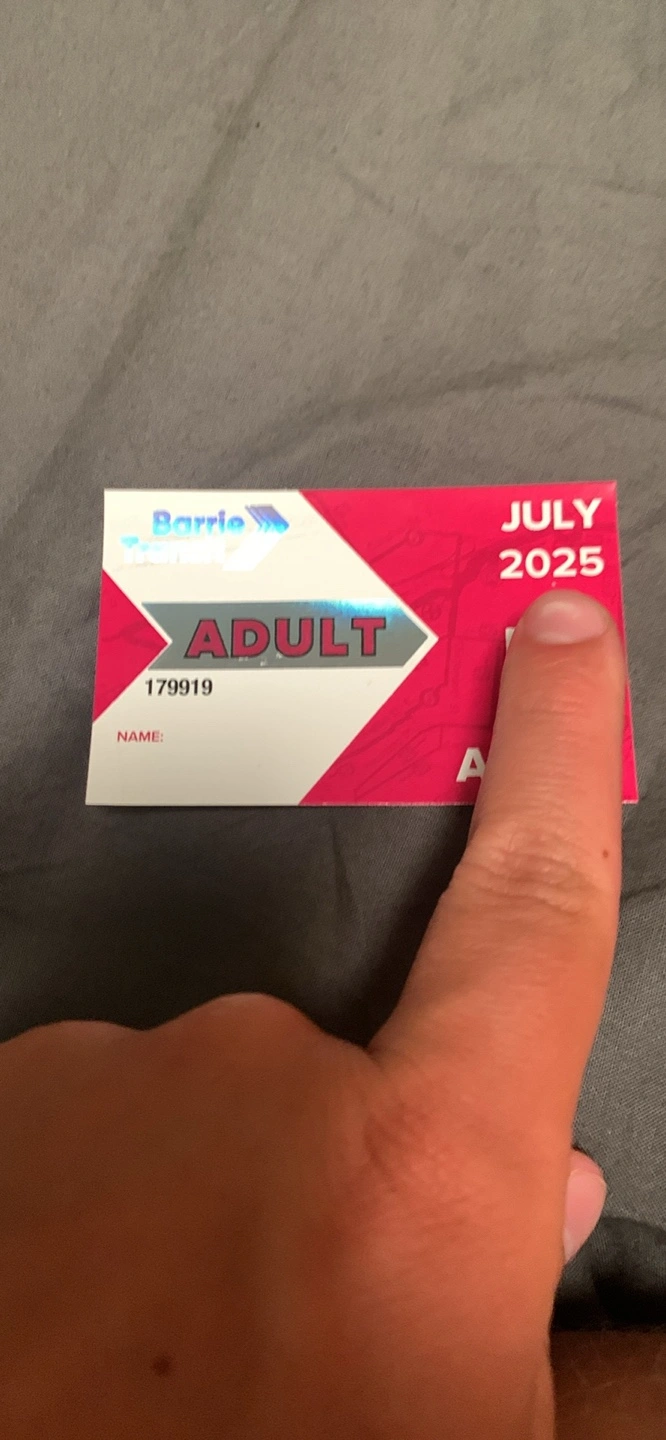 Barrie
Transit
ADULT
179919
NAME:
JULY
2025
A